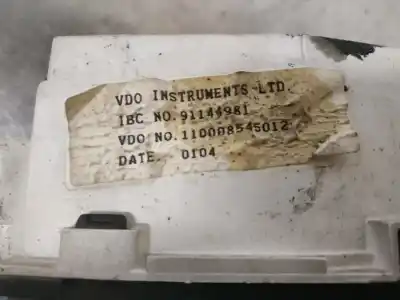 VDO INSTRUMENTS LTD.
IBC NO.91144981
VDO NO.110008545012
DATE. 0104